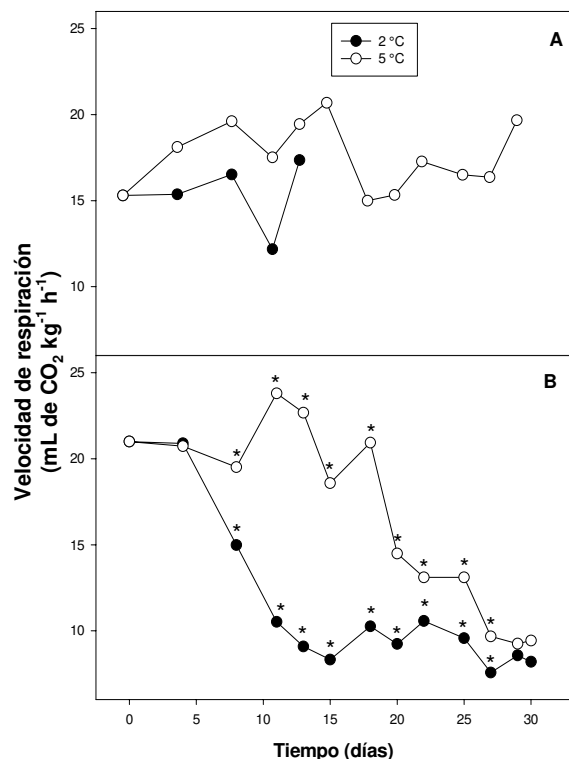 25
A
2 °C
5 °C
20
15
10
Velocidad de respiración
(mL de CO₂ kg⁻¹ h⁻¹)
25
B
* *
*
*
*
20
*
*
15
*
* *
* * * * * * *
10
*
*
*
0 5 10 15 20 25 30
Tiempo (días)